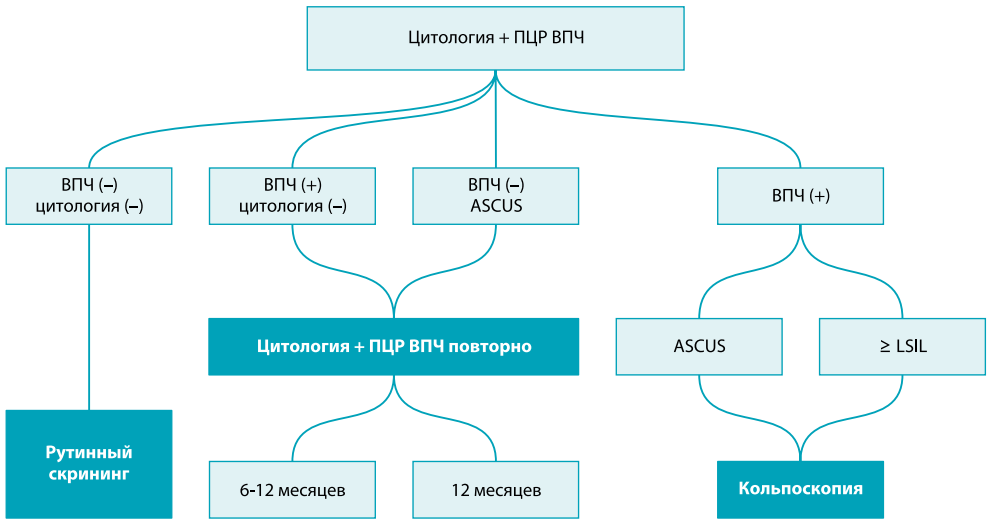 Цитология + ПЦР ВПЧ
ВПЧ (–)
цитология (–)
ВПЧ (+)
цитология (–)
ВПЧ (–)
ASCUS
ВПЧ (+)
Цитология + ПЦР ВПЧ повторно
ASCUS
≥ LSIL
Рутинный
скрининг
6-12 месяцев
12 месяцев
Кольпоскопия